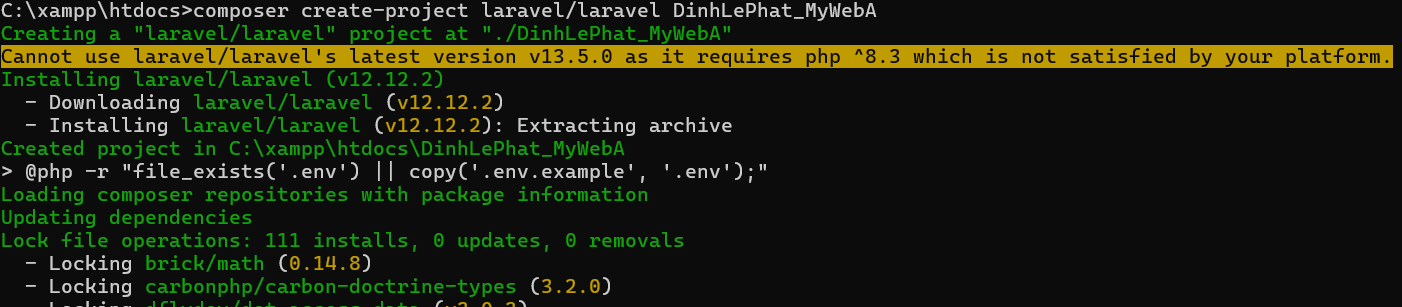 C:\xampp\htdocs>composer create-project laravel/laravel DinhLePhat_MyWebA
Creating a "laravel/laravel" project at "./DinhLePhat_MyWebA"
Cannot use laravel/laravel's latest version v13.5.0 as it requires php ^8.3 which is not satisfied by your platform.
Installing laravel/laravel (v12.12.2)
  - Downloading laravel/laravel (v12.12.2)
  - Installing laravel/laravel (v12.12.2): Extracting archive
Created project in C:\xampp\htdocs\DinhLePhat_MyWebA
> @php -r "file_exists('.env') || copy('.env.example', '.env');"
Loading composer repositories with package information
Updating dependencies
Lock file operations: 111 installs, 0 updates, 0 removals
  - Locking brick/math (0.14.8)
  - Locking carbonphp/carbon-doctrine-types (3.2.0)